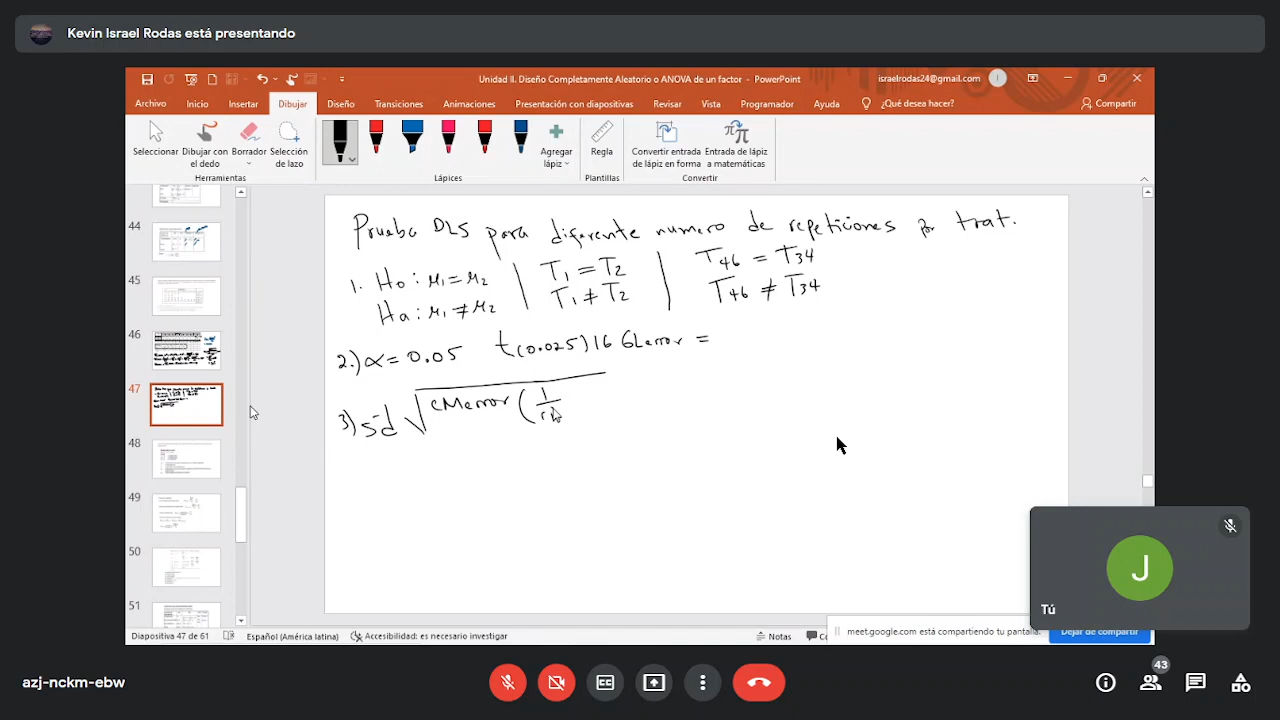 Kevin Israel Rodas está presentando
Unidad II. Diseño Completamente Aleatorio o ANOVA de un factor - PowerPoint
israelrodas24@gmail.com
I
Archivo Inicio Insertar Dibujar Diseño Transiciones Animaciones Presentación con diapositivas Revisar Vista Programador Ayuda ¿Qué desea hacer? Compartir
Seleccionar Dibujar con el dedo Borrador Selección de lazo Agregar lápiz Regla Convertir entrada de lápiz en forma Entrada de lápiz a matemáticas
Herramientas Lápices Plantillas Convertir
44
45
46
47
48
49
50
51
Prueba DLS para diferente numero de repeticiones por trat.
1. Ho: μ1 = μ2 | T1 = T2 | T46 = T34
Ha: μ1 ≠ μ2 | T1 ≠ T2 | T46 ≠ T34
2.) α = 0.05 t(0.025)16 GLerror =
3) sd̄ √CMerror (1/r1
J
Tú
Diapositiva 47 de 61 Español (América latina) Accesibilidad: es necesario investigar Notas
meet.google.com está compartiendo tu pantalla. Dejar de compartir
azj-nckm-ebw
43